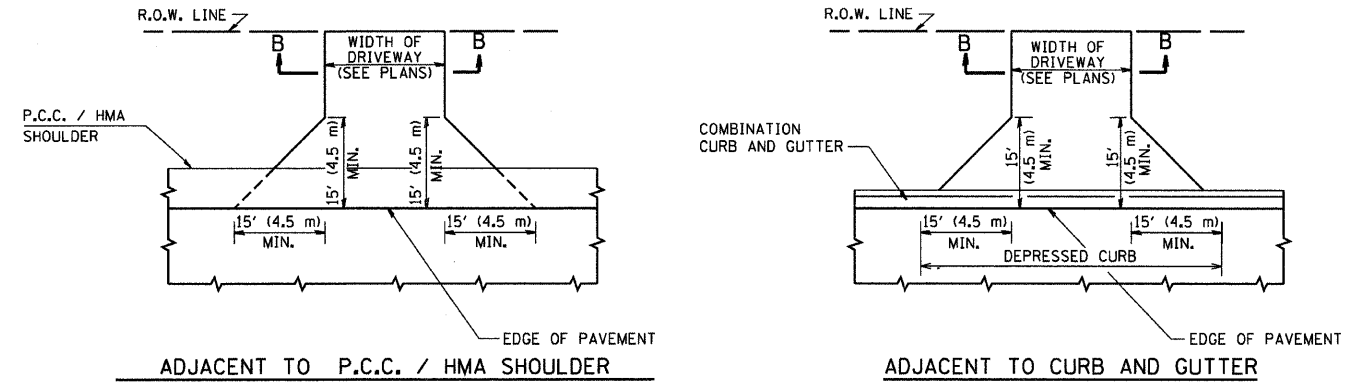 R.O.W. LINE
B
WIDTH OF
DRIVEWAY
(SEE PLANS)
B
P.C.C. / HMA
SHOULDER
15' (4.5 m)
MIN.
15' (4.5 m)
MIN.
15' (4.5 m)
MIN.
15' (4.5 m)
MIN.
EDGE OF PAVEMENT
ADJACENT TO P.C.C. / HMA SHOULDER
R.O.W. LINE
B
WIDTH OF
DRIVEWAY
(SEE PLANS)
B
COMBINATION
CURB AND GUTTER
15'
(4.5 m)
MIN.
15'
(4.5 m)
MIN.
15' (4.5 m)
MIN.
15' (4.5 m)
MIN.
DEPRESSED CURB
EDGE OF PAVEMENT
ADJACENT TO CURB AND GUTTER